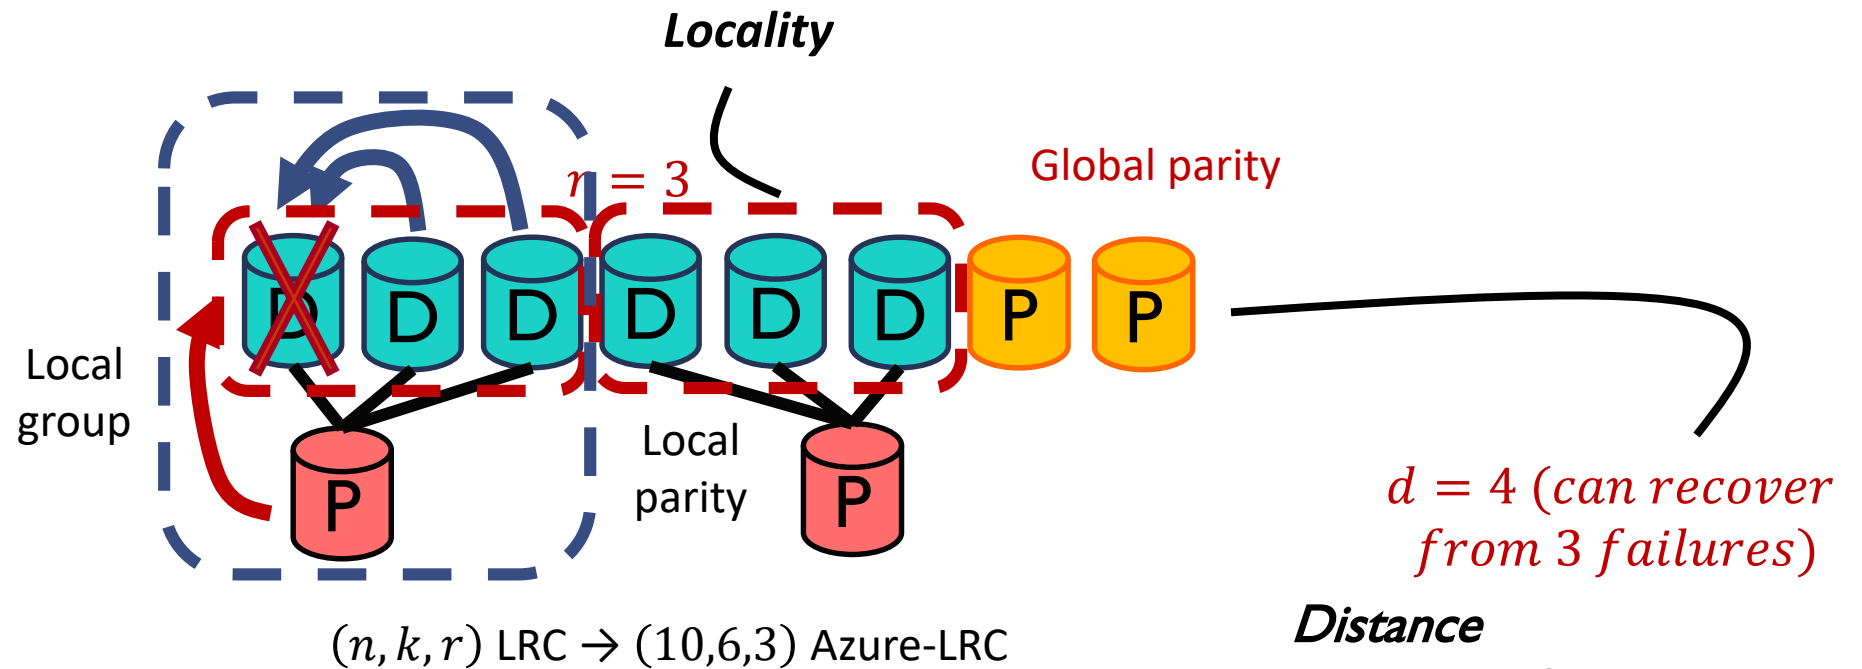 Locality
r = 3
Global parity
D D D D D D P P
Local
group
Local
parity
P
P
d = 4 (can recover
from 3 failures)
Distance
(n, k, r) LRC → (10,6,3) Azure-LRC